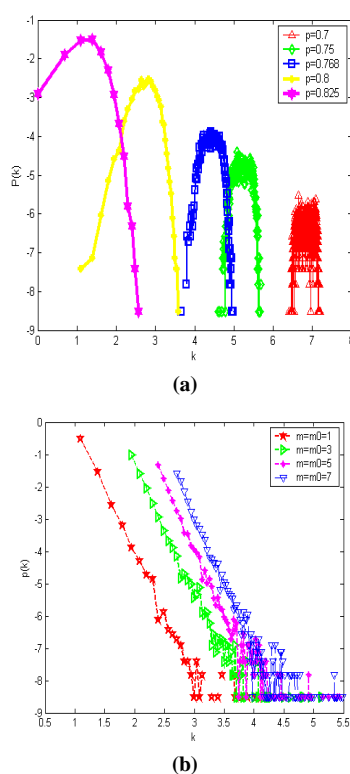 p=0.7
p=0.75
p=0.768
p=0.8
p=0.825
-1
-2
-3
-4
-5
-6
-7
-8
-9
P(k)
0 1 2 3 4 5 6 7 8
k
(a)
m=m0=1
m=m0=3
m=m0=5
m=m0=7
0
-1
-2
-3
-4
-5
-6
-7
-8
-9
p(k)
0.5 1 1.5 2 2.5 3 3.5 4 4.5 5 5.5
k
(b)